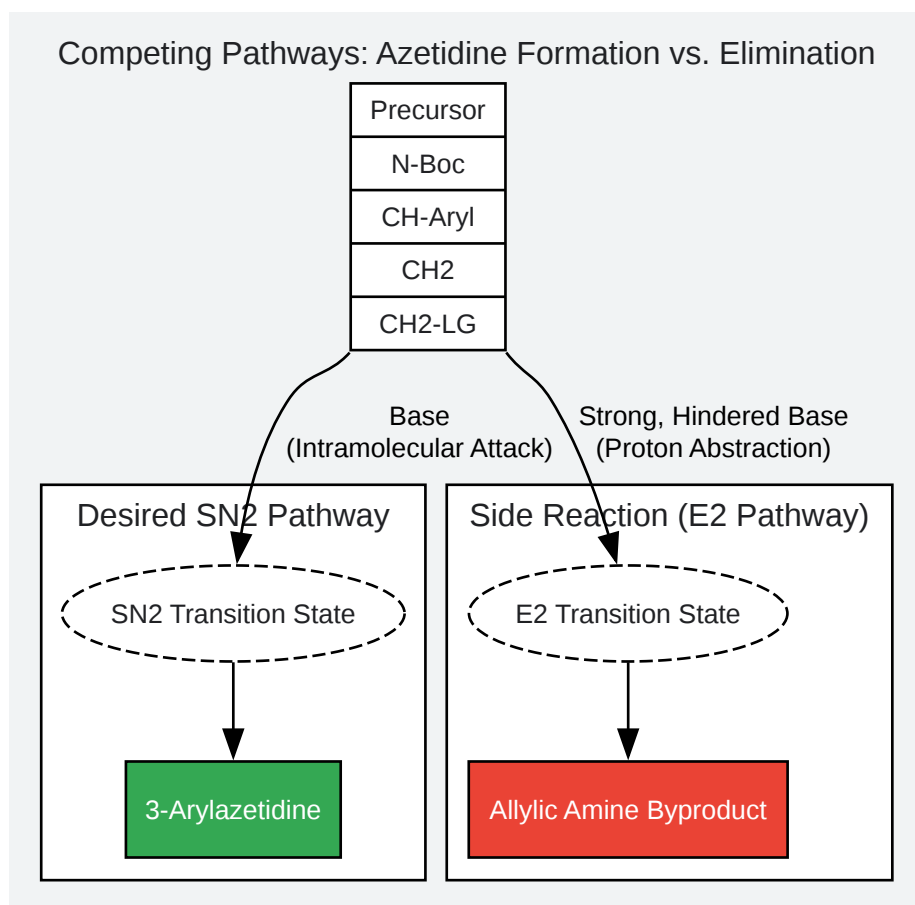 Competing Pathways: Azetidine Formation vs. Elimination
Precursor
N-Boc
CH-Aryl
CH2
CH2-LG
Base
(Intramolecular Attack)
Strong, Hindered Base
(Proton Abstraction)
Desired SN2 Pathway
SN2 Transition State
3-Arylazetidine
Side Reaction (E2 Pathway)
E2 Transition State
Allylic Amine Byproduct